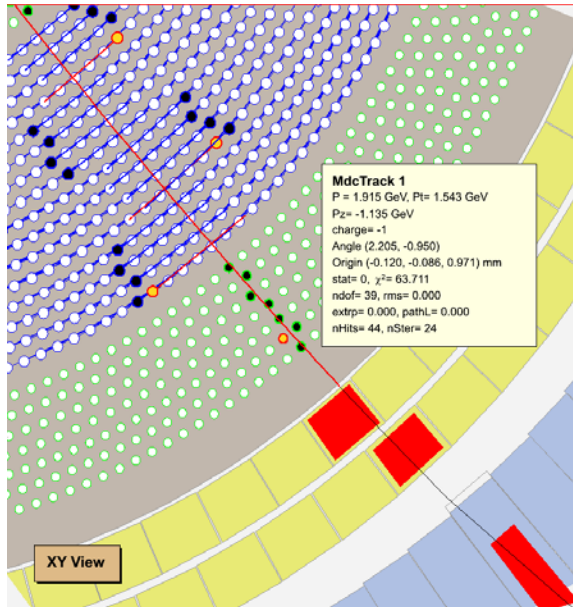 MdcTrack 1
P = 1.915 GeV, Pt= 1.543 GeV
Pz= -1.135 GeV
charge= -1
Angle (2.205, -0.950)
Origin (-0.120, -0.086, 0.971) mm
stat= 0, χ²= 63.711
ndof= 39, rms= 0.000
extrp= 0.000, pathL= 0.000
nHits= 44, nSter= 24
XY View